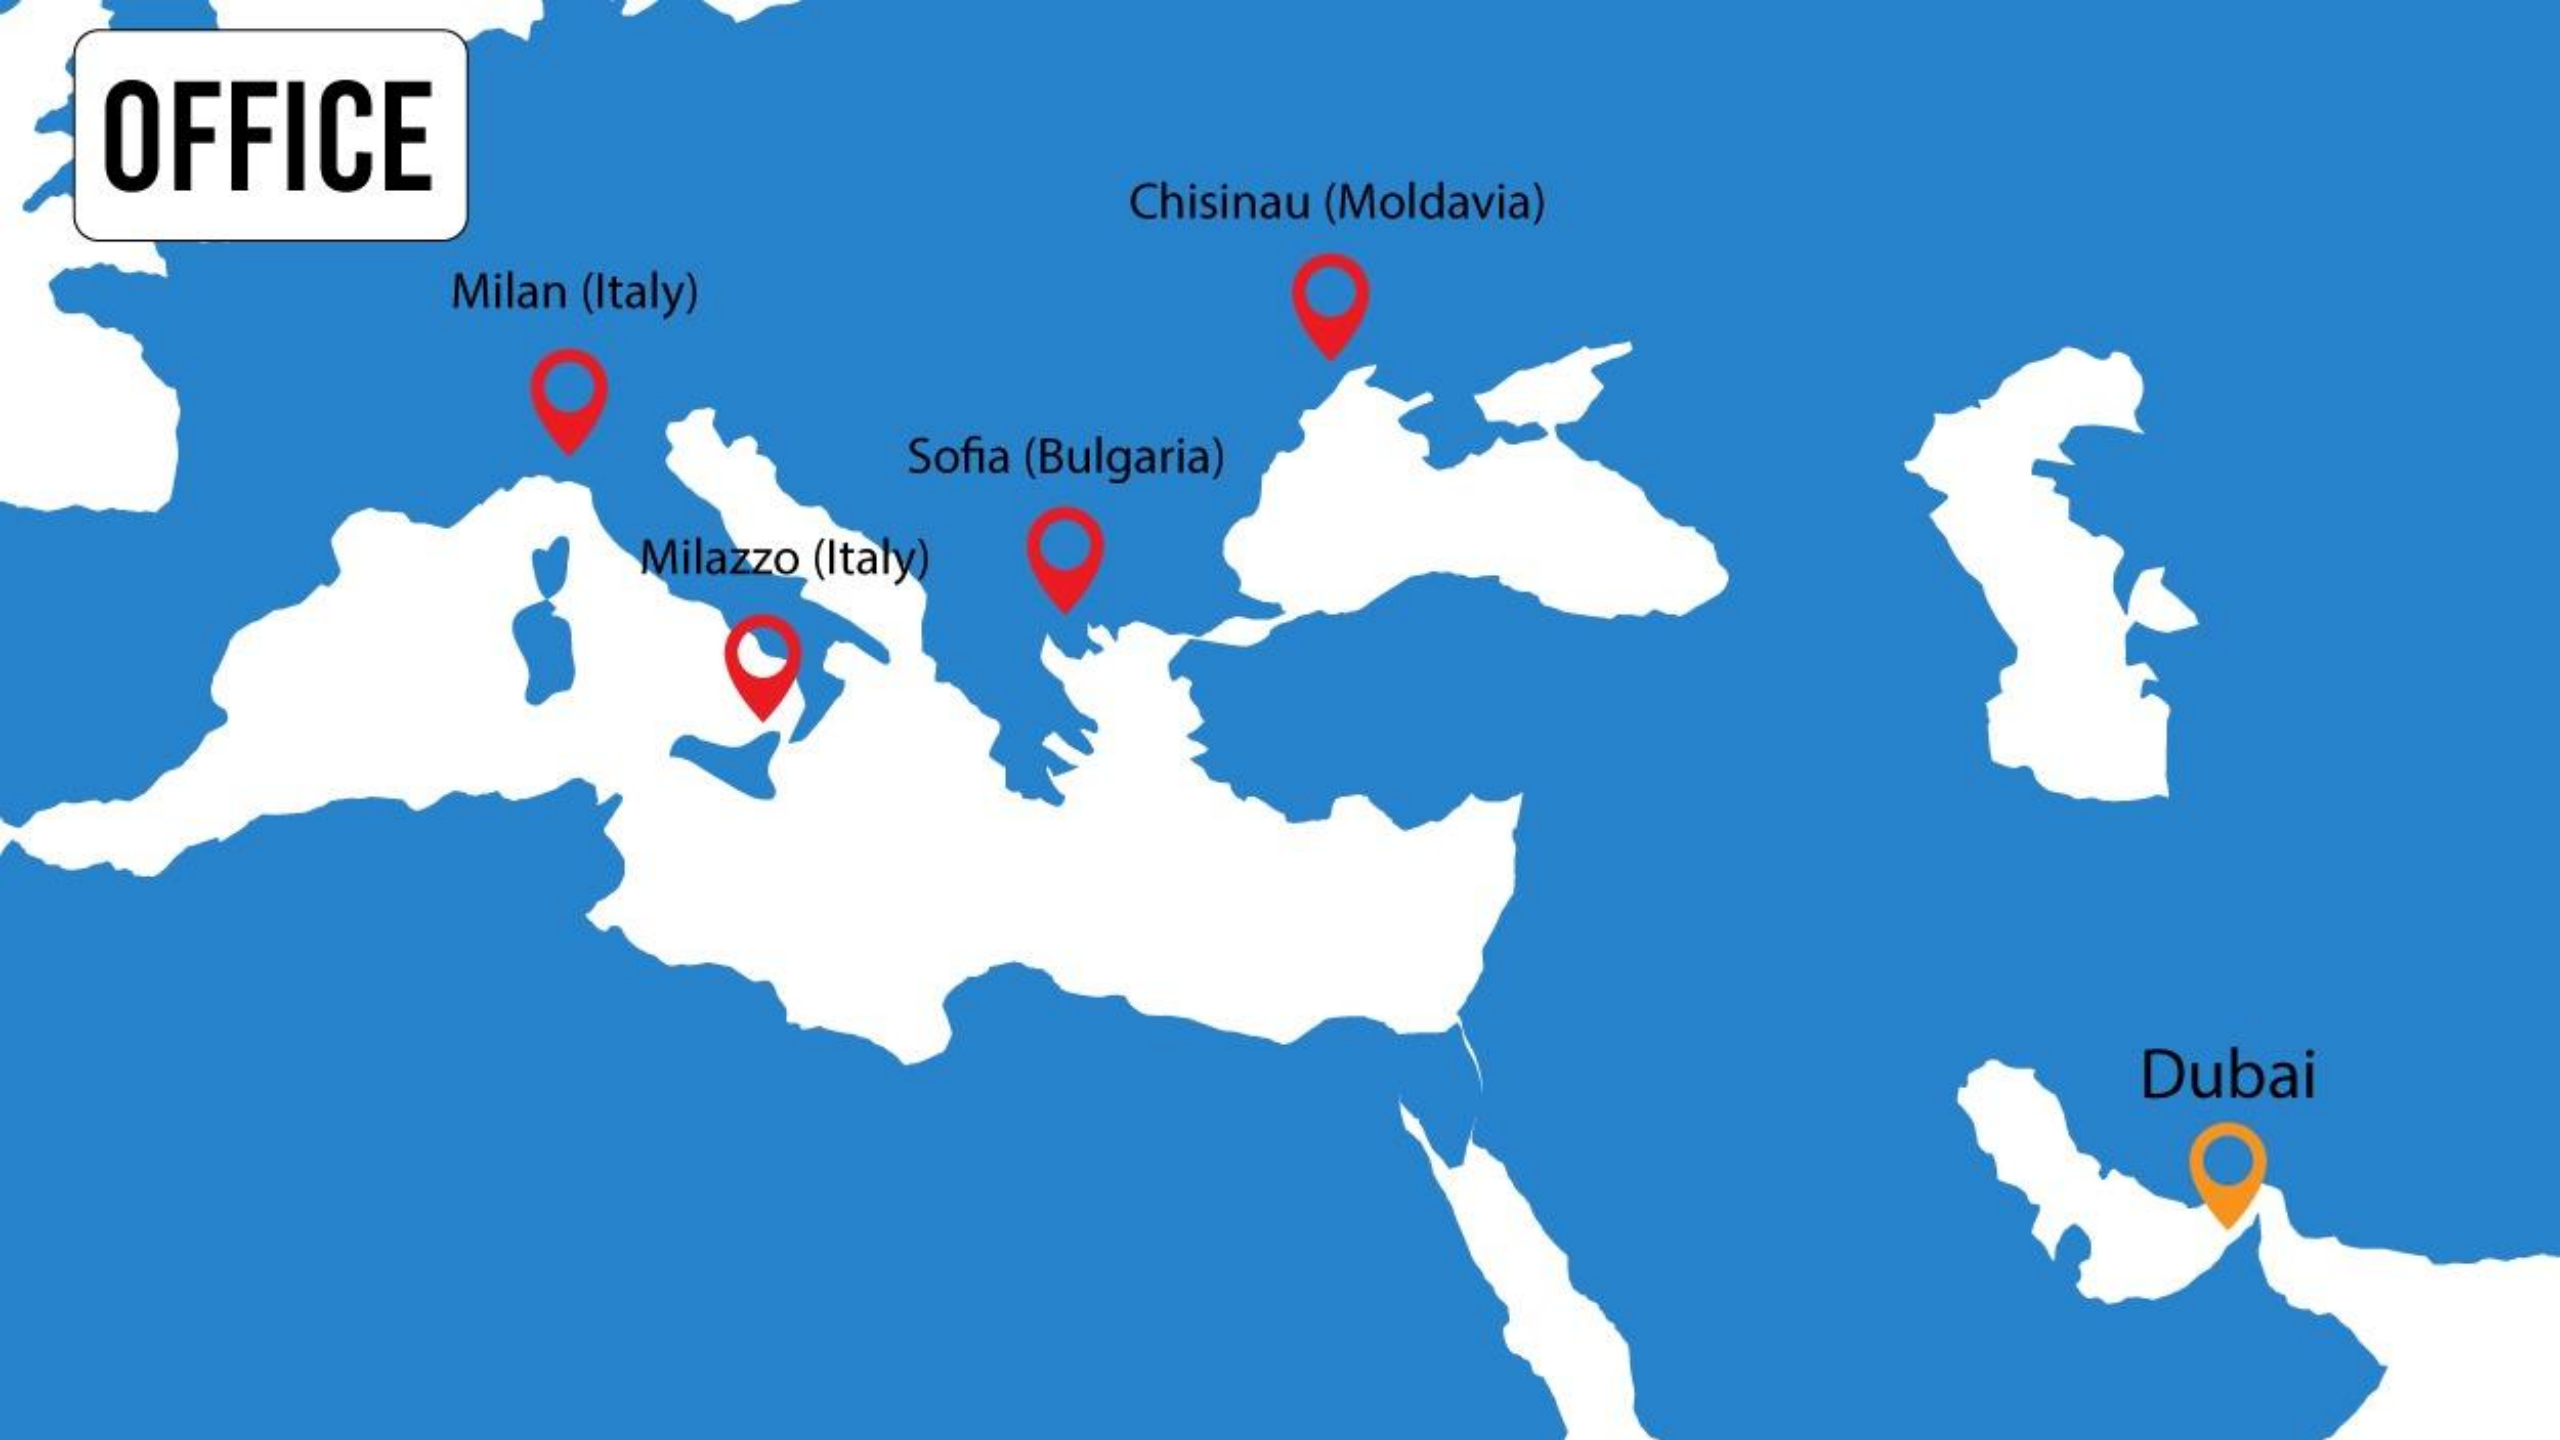 OFFICE
Chisinau (Moldavia)
Milan (Italy)
Sofia (Bulgaria)
Milazzo (Italy)
Dubai